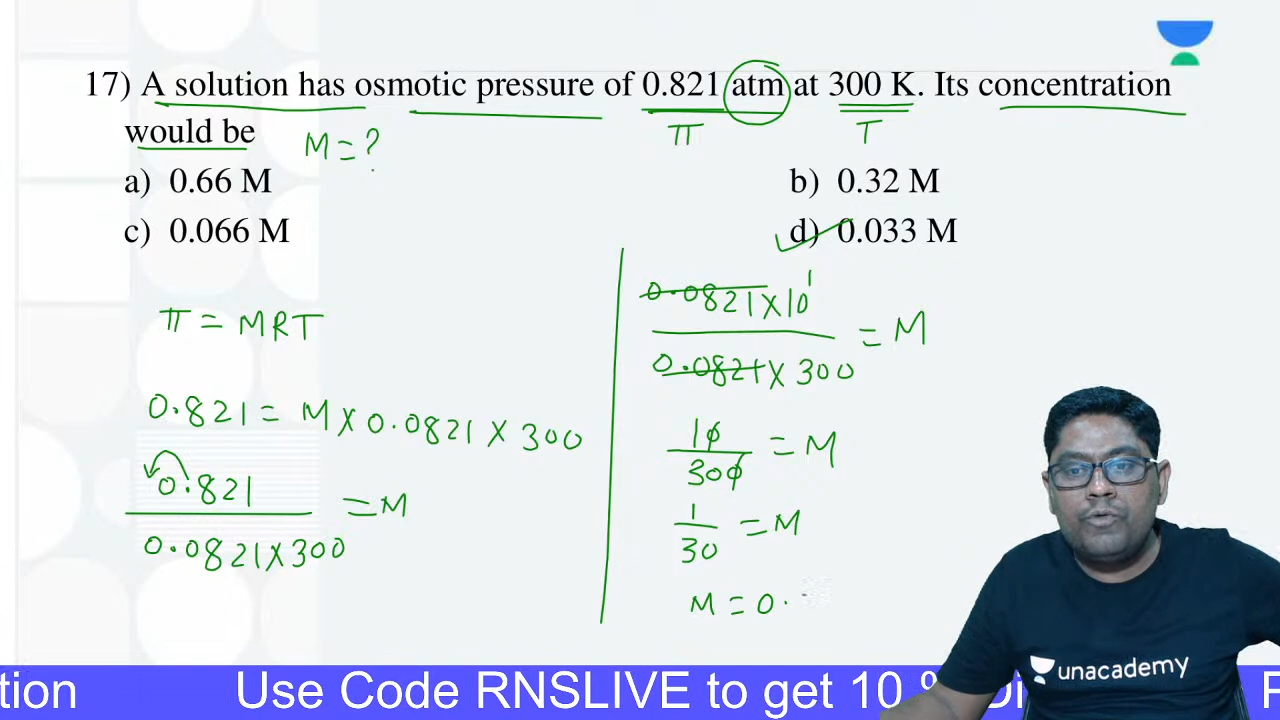 17) A solution has osmotic pressure of 0.821 atm at 300 K. Its concentration
would be
M = ?
π
T
a) 0.66 M
b) 0.32 M
c) 0.066 M
d) 0.033 M
π = MRT
0.821 = M X 0.0821 X 300
0.821
= M
0.0821 X 300
0.0821 X 10¹
= M
0.0821 X 300
10
= M
300
1
= M
30
M = 0.
unacademy
tion Use Code RNSLIVE to get 10 %